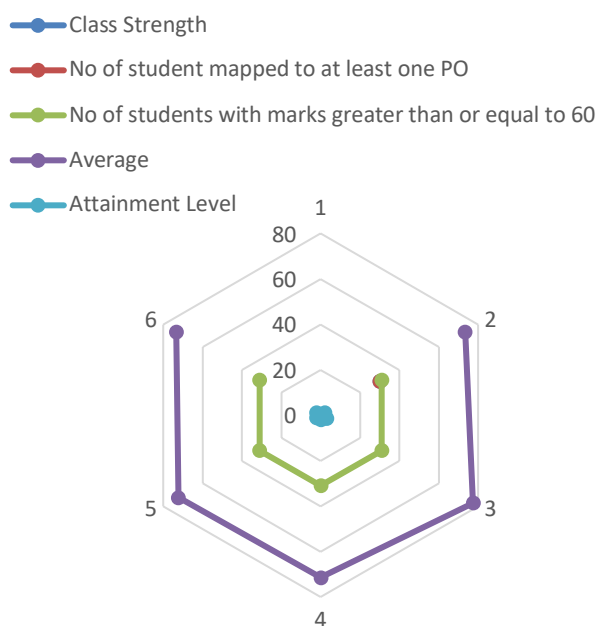 Class Strength
No of student mapped to at least one PO
No of students with marks greater than or equal to 60
Average
Attainment Level
1
80
60
6
2
40
20
0
5
3
4